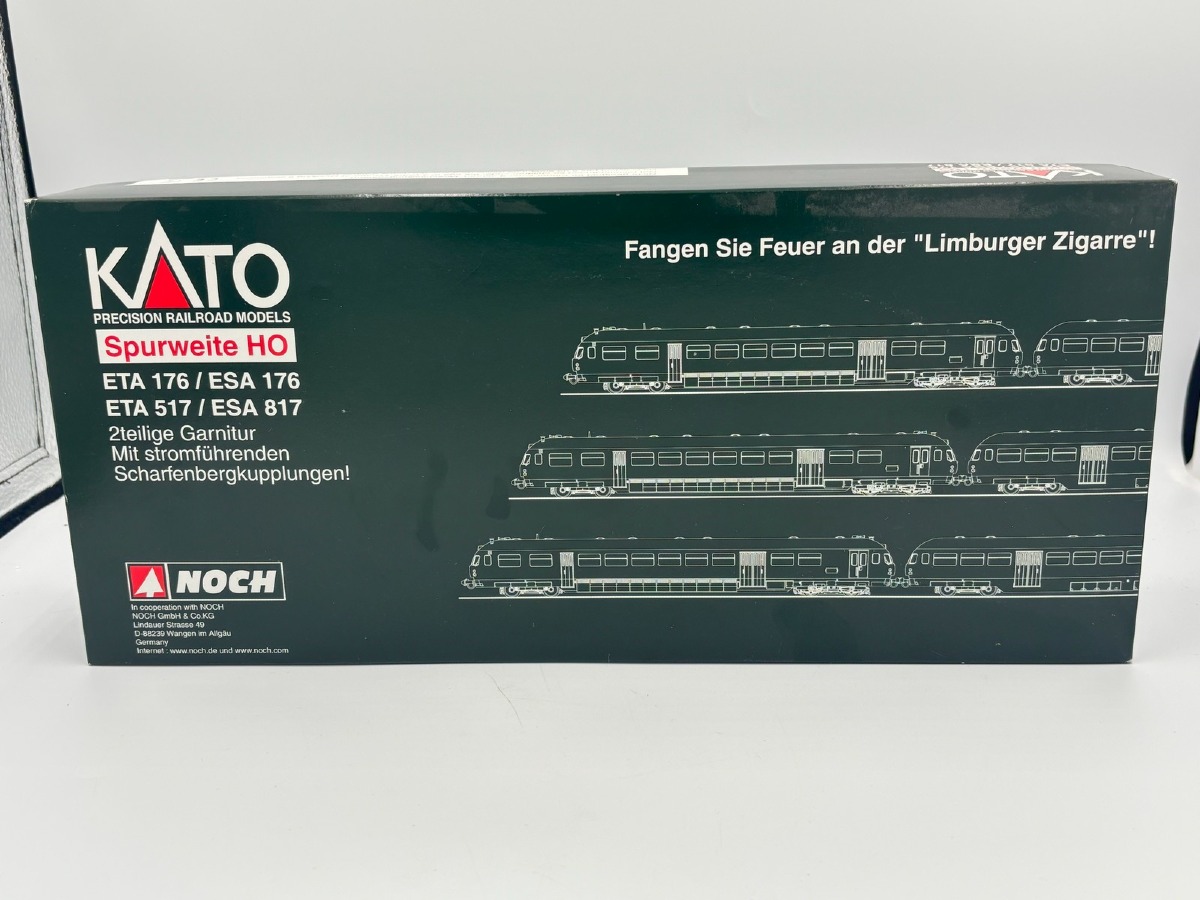 KATO
KATO
PRECISION RAILROAD MODELS
Spurweite HO
ETA 176 / ESA 176
ETA 517 / ESA 817
2teilige Garnitur
Mit stromführenden
Scharfenbergkupplungen!
Fangen Sie Feuer an der "Limburger Zigarre"!
NOCH
In cooperation with NOCH
NOCH GmbH & Co.KG
Lindauer Strasse 49
D-88239 Wangen im Allgäu
Germany
Internet : www.noch.de und www.noch.com